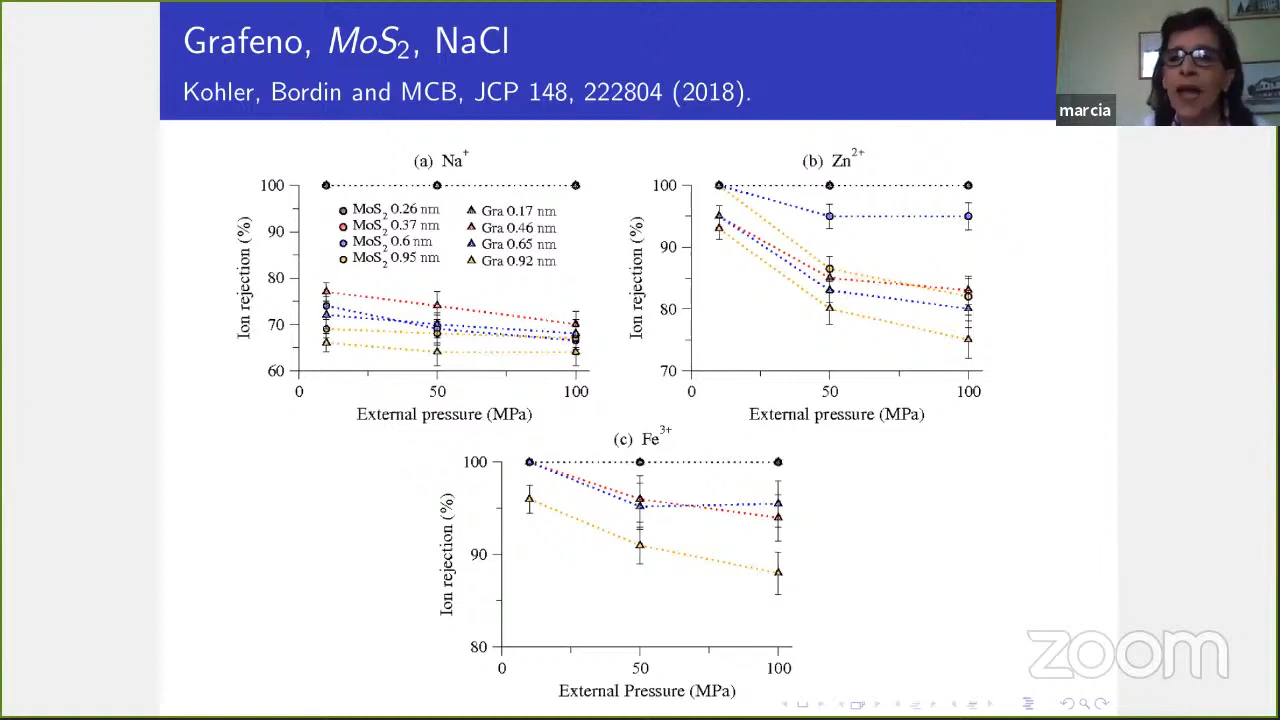 Grafeno, MoS₂, NaCl
Kohler, Bordin and MCB, JCP 148, 222804 (2018).
marcia
(a) Na⁺
100
90
80
70
60
Ion rejection (%)
MoS₂ 0.26 nm
MoS₂ 0.37 nm
MoS₂ 0.6 nm
MoS₂ 0.95 nm
Gra 0.17 nm
Gra 0.46 nm
Gra 0.65 nm
Gra 0.92 nm
0 50 100
External pressure (MPa)
(b) Zn²⁺
100
90
80
70
Ion rejection (%)
0 50 100
External pressure (MPa)
(c) Fe³⁺
100
90
80
Ion rejection (%)
0 50 100
External Pressure (MPa)
zoom